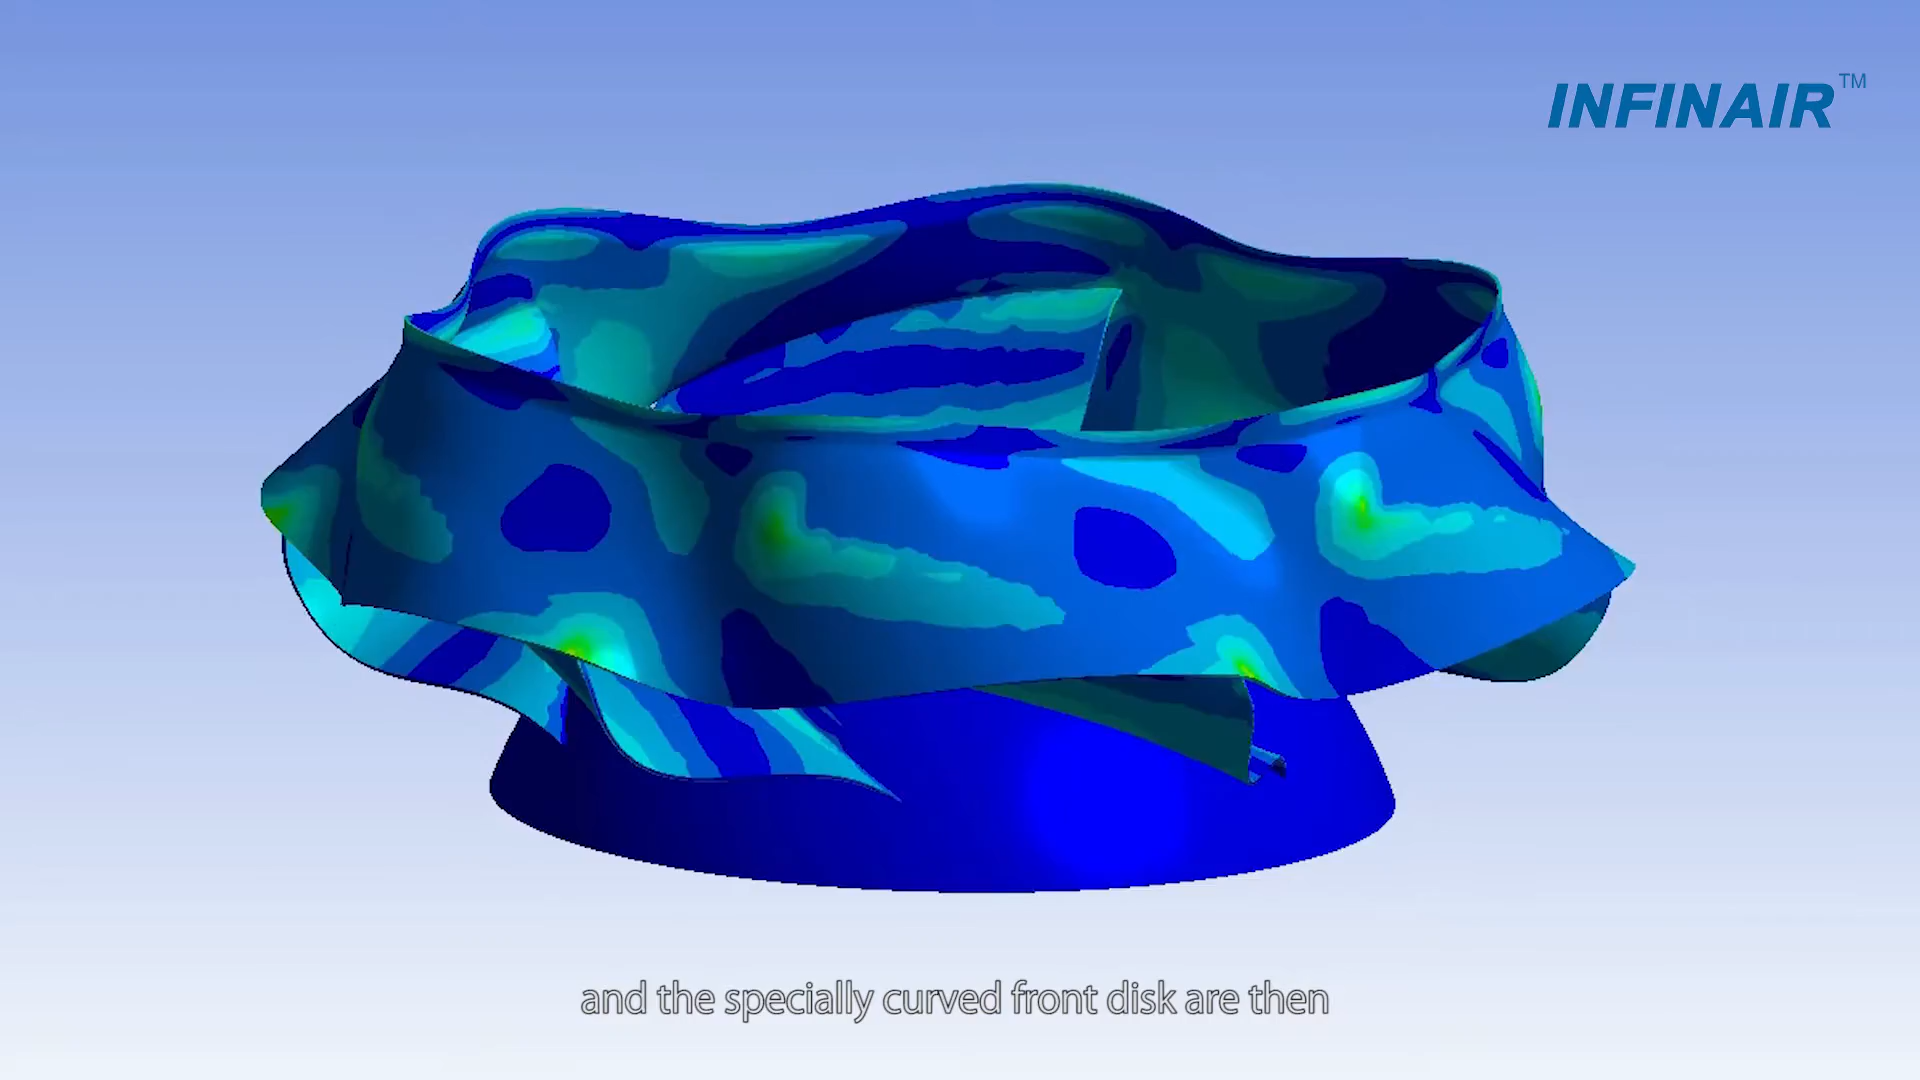 INFINAIR™
and the specially curved front disk are then